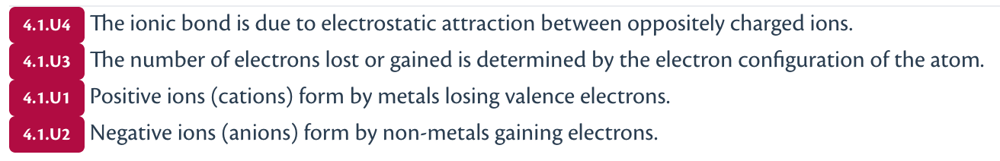 4.1.U4 The ionic bond is due to electrostatic attraction between oppositely charged ions.
4.1.U3 The number of electrons lost or gained is determined by the electron configuration of the atom.
4.1.U1 Positive ions (cations) form by metals losing valence electrons.
4.1.U2 Negative ions (anions) form by non-metals gaining electrons.